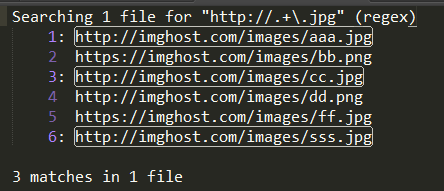 Searching 1 file for "http://.+\.jpg" (regex)
1: http://imghost.com/images/aaa.jpg
2 https://imghost.com/images/bb.png
3: http://imghost.com/images/cc.jpg
4 http://imghost.com/images/dd.png
5 https://imghost.com/images/ff.jpg
6: http://imghost.com/images/sss.jpg
3 matches in 1 file